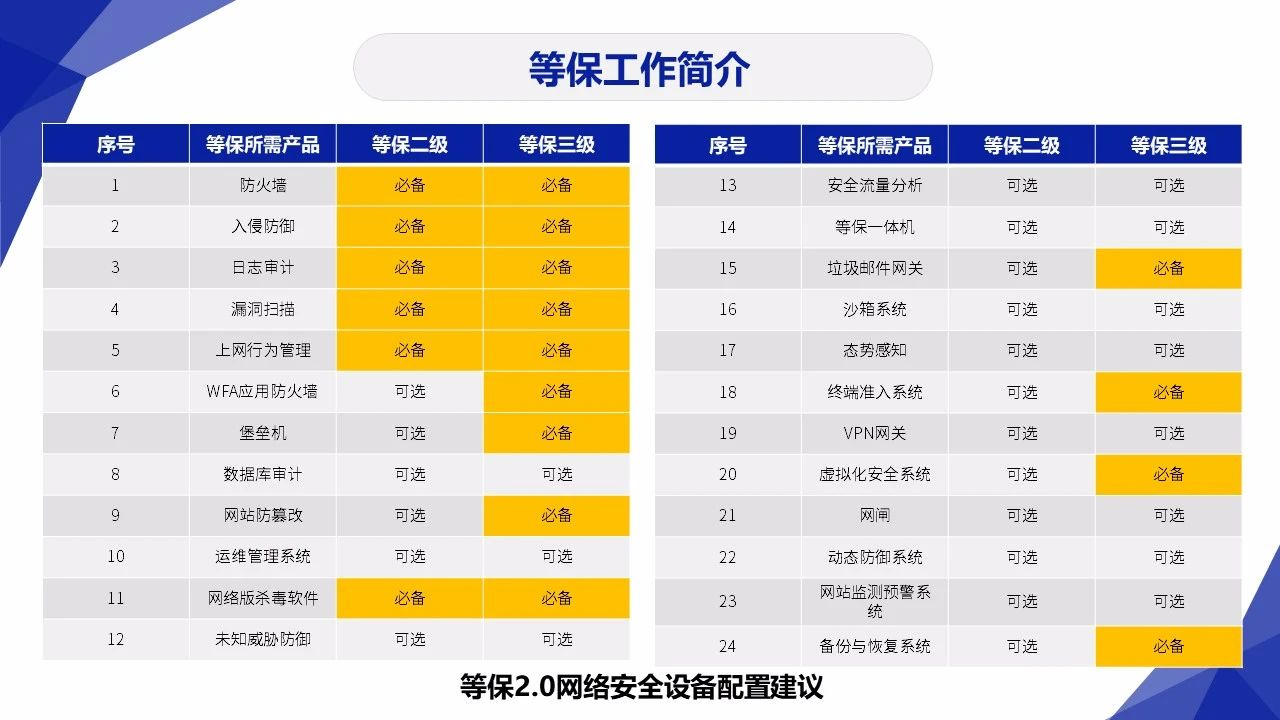 等保工作简介
序号 等保所需产品 等保二级 等保三级
1 防火墙 必备 必备
2 入侵防御 必备 必备
3 日志审计 必备 必备
4 漏洞扫描 必备 必备
5 上网行为管理 必备 必备
6 WFA应用防火墙 可选 必备
7 堡垒机 可选 必备
8 数据库审计 可选 可选
9 网站防篡改 可选 必备
10 运维管理系统 可选 可选
11 网络版杀毒软件 必备 必备
12 未知威胁防御 可选 可选
序号 等保所需产品 等保二级 等保三级
13 安全流量分析 可选 可选
14 等保一体机 可选 可选
15 垃圾邮件网关 可选 必备
16 沙箱系统 可选 可选
17 态势感知 可选 可选
18 终端准入系统 可选 必备
19 VPN网关 可选 可选
20 虚拟化安全系统 可选 必备
21 网闸 可选 可选
22 动态防御系统 可选 可选
23 网站监测预警系
统 可选 可选
24 备份与恢复系统 可选 必备
等保2.0网络安全设备配置建议